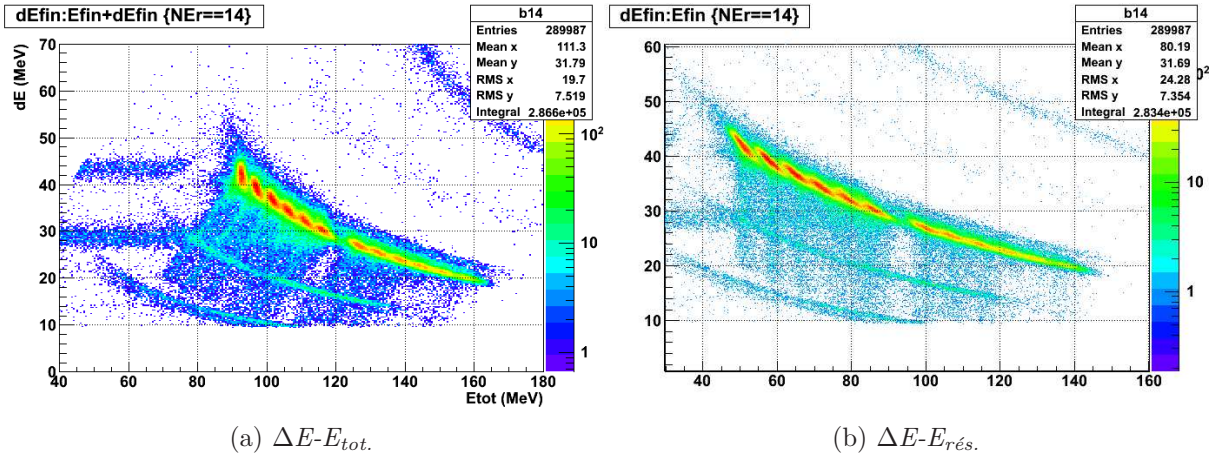 dEfin:Efin+dEfin {NEr==14}
b14
Entries 289987
Mean x 111.3
Mean y 31.79
RMS x 19.7
RMS y 7.519
Integral 2.866e+05
dE (MeV)
70
60
50
40
30
20
10
0
40 60 80 100 120 140 160 180
Etot (MeV)
10²
10
1
(a) ΔE-E_tot.
dEfin:Efin {NEr==14}
b14
Entries 289987
Mean x 80.19
Mean y 31.69
RMS x 24.28
RMS y 7.354
Integral 2.834e+05
60
50
40
30
20
10
0
40 60 80 100 120 140 160
0²
10
1
(b) ΔE-E_rés.